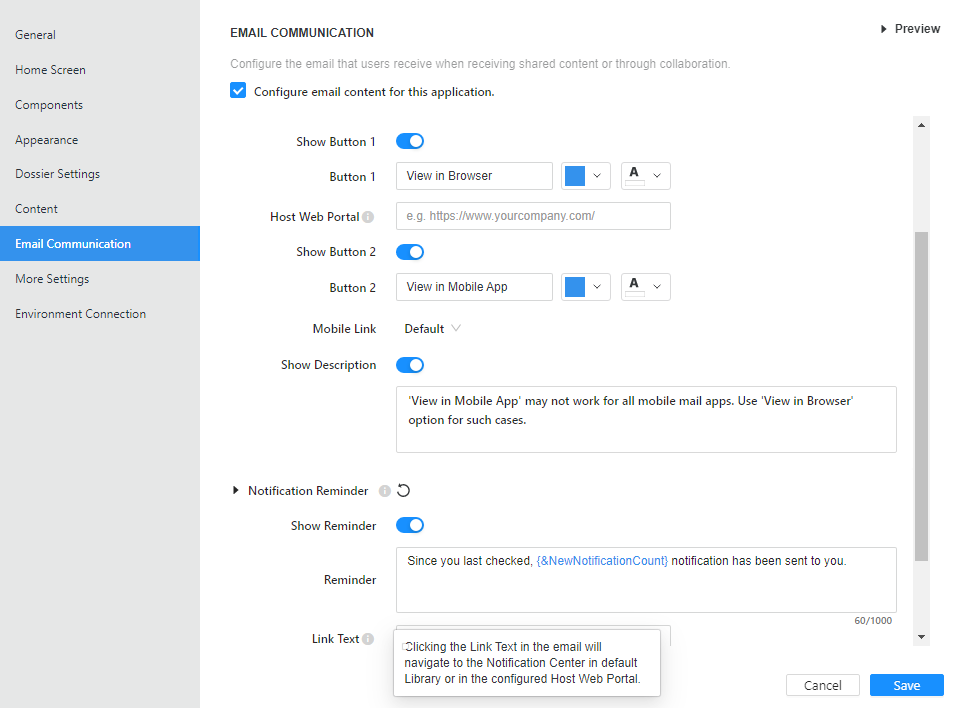 General
Home Screen
Components
Appearance
Dossier Settings
Content
Email Communication
More Settings
Environment Connection
EMAIL COMMUNICATION
Preview
Configure the email that users receive when receiving shared content or through collaboration.
Configure email content for this application.
Show Button 1
Button 1 View in Browser A
Host Web Portal e.g. https://www.yourcompany.com/
Show Button 2
Button 2 View in Mobile App A
Mobile Link Default
Show Description
'View in Mobile App' may not work for all mobile mail apps. Use 'View in Browser'
option for such cases.
Notification Reminder
Show Reminder
Reminder Since you last checked, {&NewNotificationCount} notification has been sent to you.
60/1000
Link Text
Clicking the Link Text in the email will
navigate to the Notification Center in default
Library or in the configured Host Web Portal.
Cancel Save